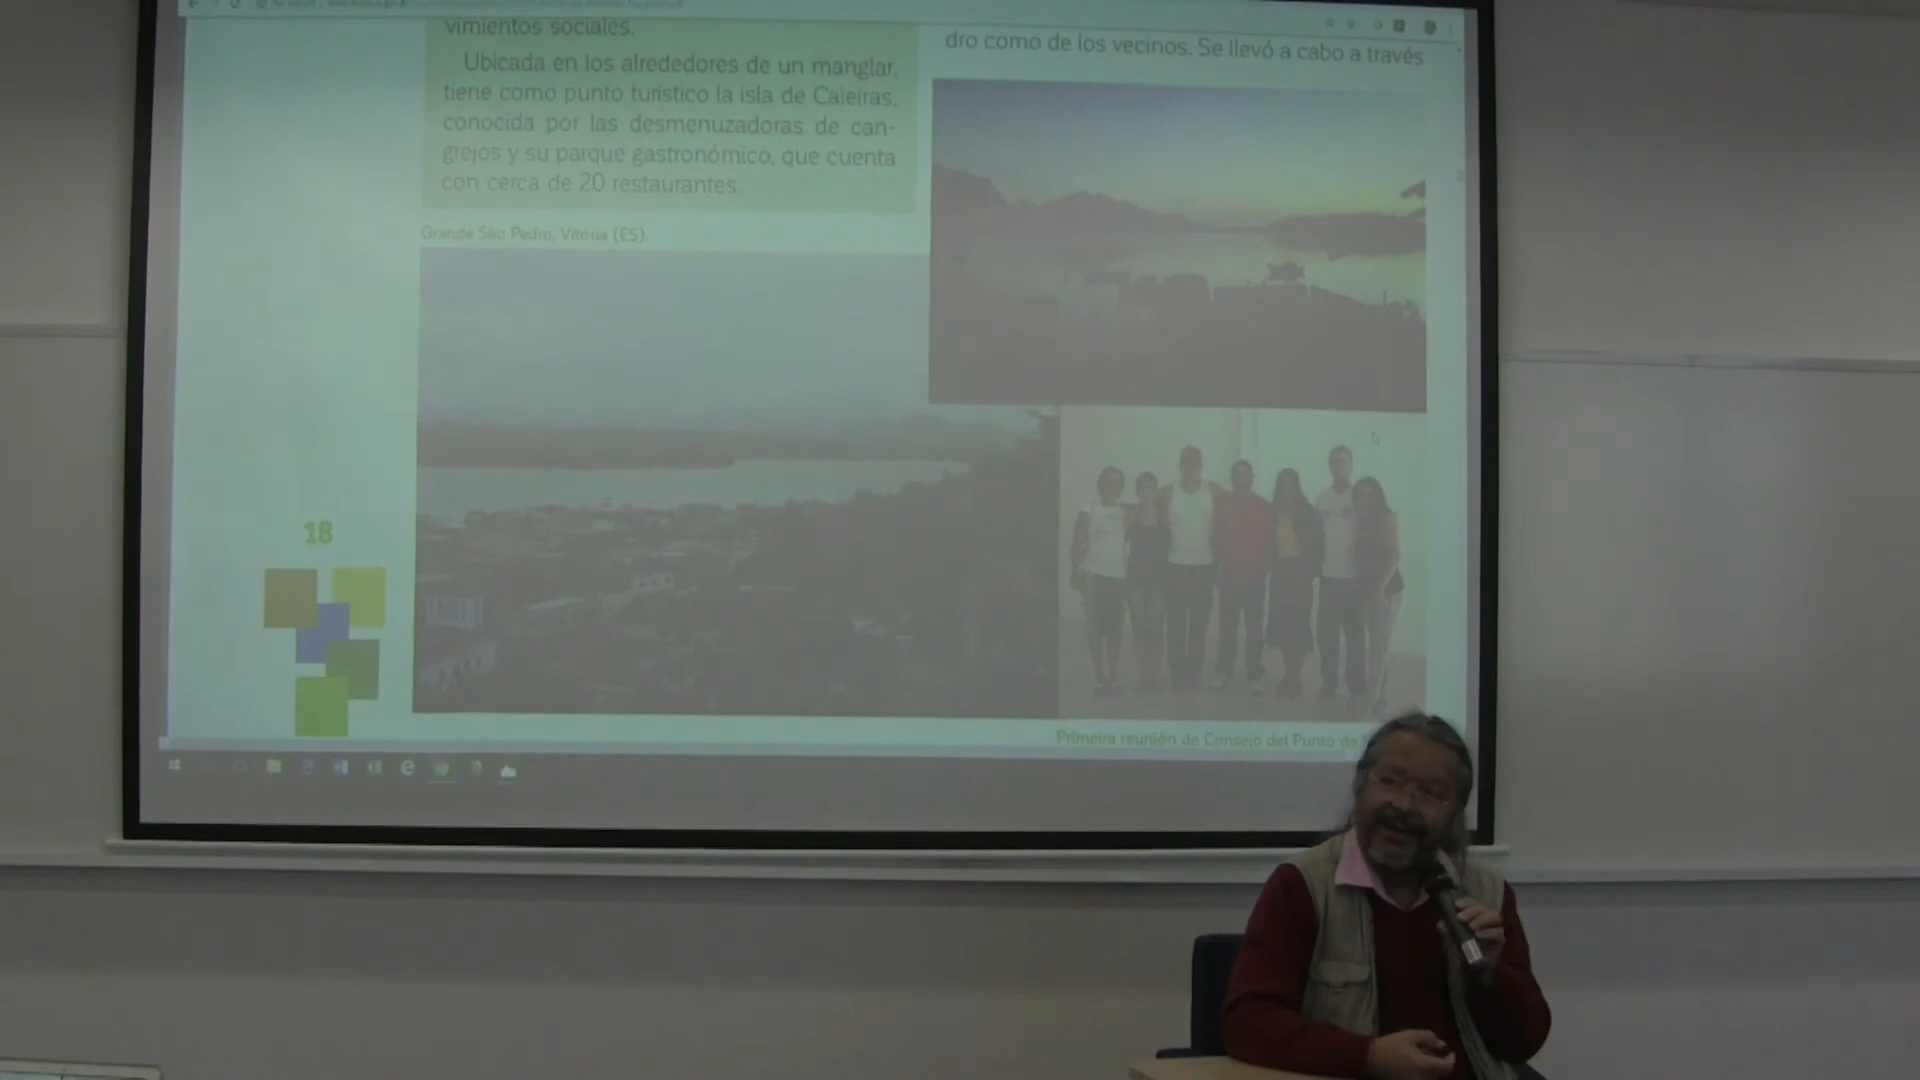 vimientos sociales.
Ubicada en los alrededores de un manglar,
tiene como punto turístico la isla de Caieiras,
conocida por las desmenuzadoras de can-
grejos y su parque gastronómico, que cuenta
con cerca de 20 restaurantes.
Grande São Pedro, Vitória (ES).
18
dro como de los vecinos. Se llevó a cabo a través
Primeira reunión de Consejo del Punto de